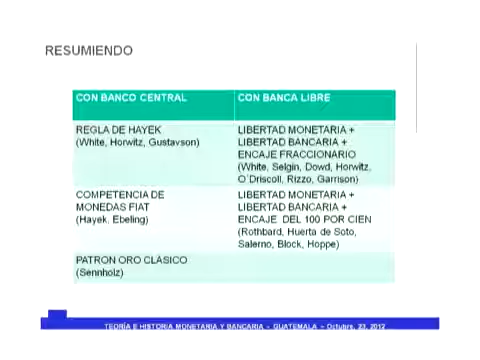 RESUMIENDO
CON BANCO CENTRAL
CON BANCA LIBRE
REGLA DE HAYEK
(White, Horwitz, Gustavson)
LIBERTAD MONETARIA +
LIBERTAD BANCARIA +
ENCAJE FRACCIONARIO
(White, Selgin, Dowd, Horwitz,
O´Driscoll, Rizzo, Garrison)
COMPETENCIA DE
MONEDAS FIAT
(Hayek, Ebeling)
LIBERTAD MONETARIA +
LIBERTAD BANCARIA +
ENCAJE DEL 100 POR CIEN
(Rothbard, Huerta de Soto,
Salerno, Block, Hoppe)
PATRON ORO CLÁSICO
(Sennholz)
TEORÍA E HISTORIA MONETARIA Y BANCARIA - GUATEMALA - Octubre, 23, 2012